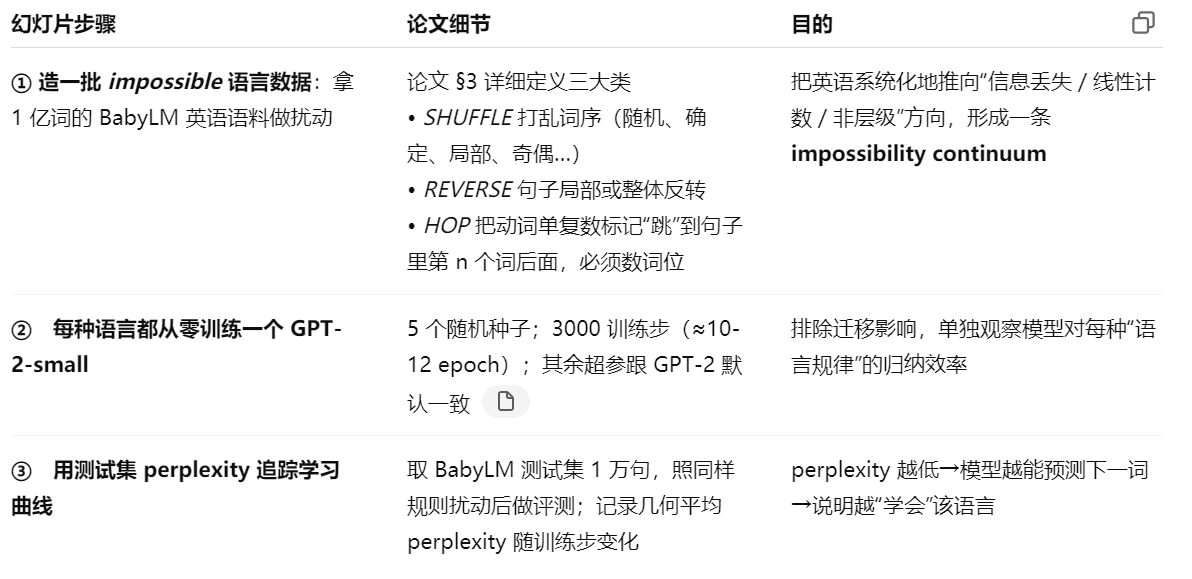 幻灯片步骤
论文细节
目的
① 造一批 impossible 语言数据：拿
1 亿词的 BabyLM 英语语料做扰动
论文 §3 详细定义三大类
• SHUFFLE 打乱词序（随机、确
定、局部、奇偶…）
• REVERSE 句子局部或整体反转
• HOP 把动词单复数标记“跳”到句子
里第 n 个词后面，必须数词位
把英语系统化地推向“信息丢失 / 线性计
数 / 非层级”方向，形成一条
impossibility continuum
② 每种语言都从零训练一个 GPT-
2-small
5 个随机种子；3000 训练步（≈10-
12 epoch）；其余超参跟 GPT-2 默
认一致
排除迁移影响，单独观察模型对每种“语
言规律”的归纳效率
③ 用测试集 perplexity 追踪学习
曲线
取 BabyLM 测试集 1 万句，照同样
规则扰动后做评测；记录几何平均
perplexity 随训练步变化
perplexity 越低→模型越能预测下一词
→说明越“学会”该语言